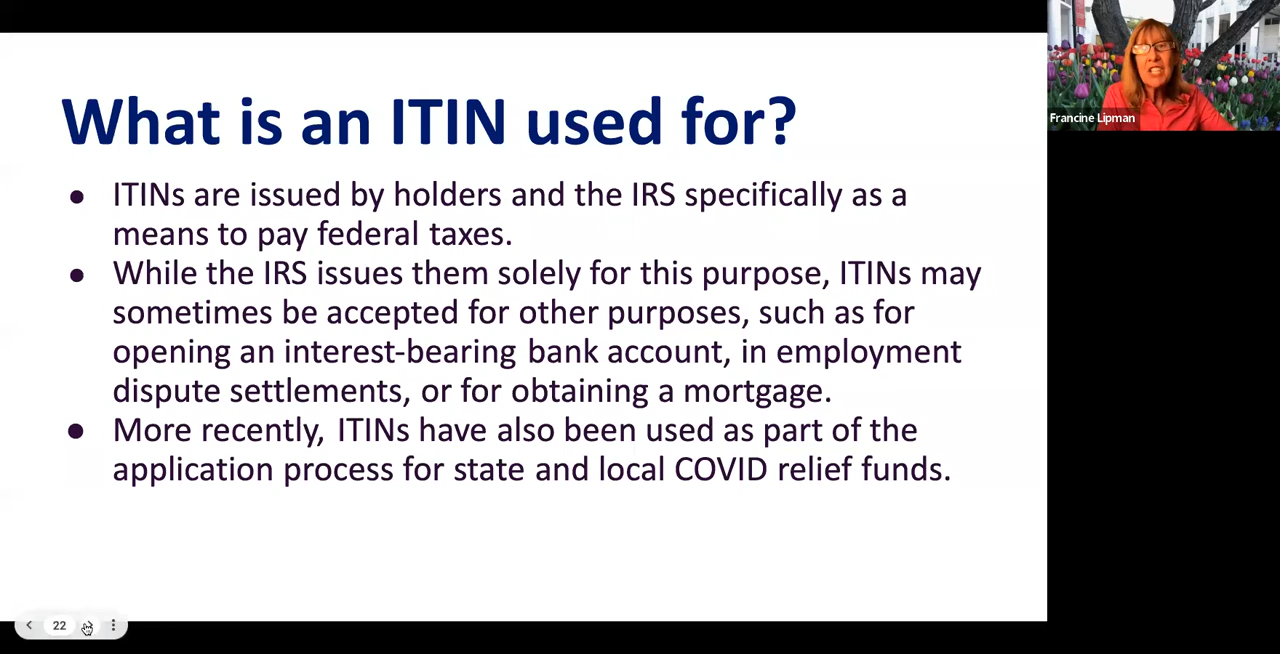 What is an ITIN used for?
● ITINs are issued by holders and the IRS specifically as a
means to pay federal taxes.
● While the IRS issues them solely for this purpose, ITINs may
sometimes be accepted for other purposes, such as for
opening an interest-bearing bank account, in employment
dispute settlements, or for obtaining a mortgage.
● More recently, ITINs have also been used as part of the
application process for state and local COVID relief funds.
Francine Lipman
22